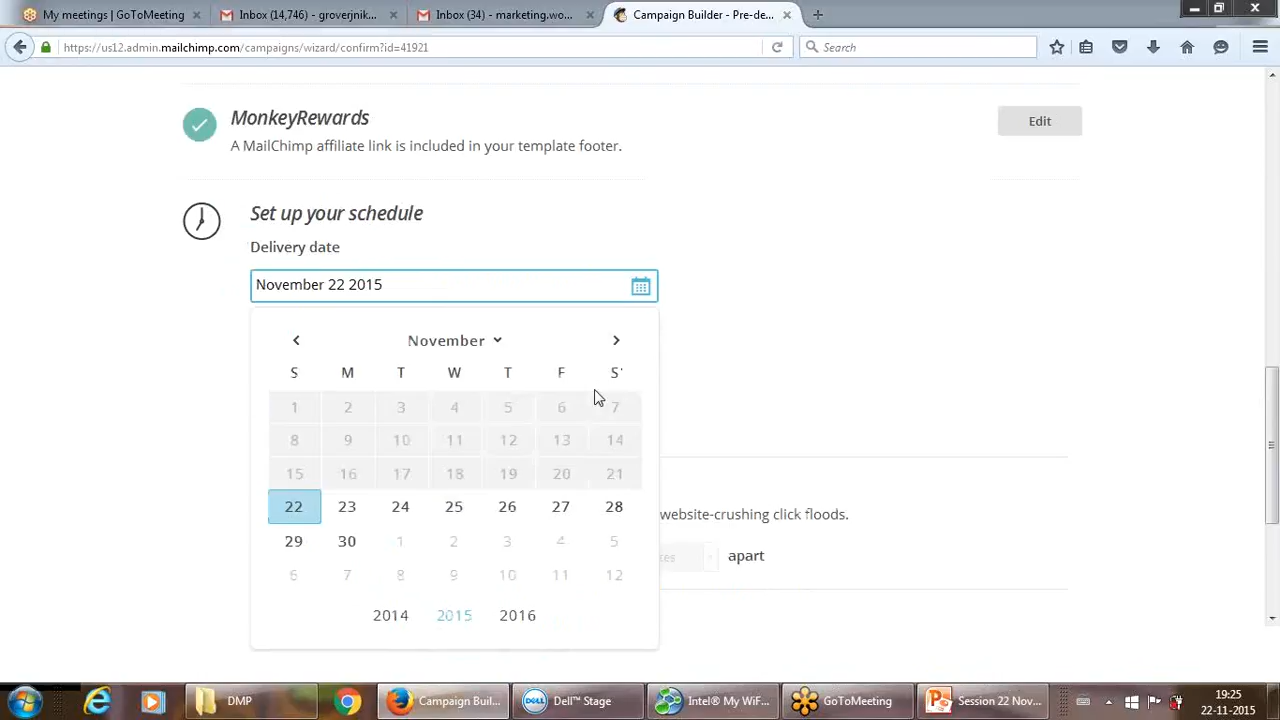 My meetings | GoToMeeting
Inbox (14,746) - grovejnik...
Inbox (34) - marketing.wo...
Campaign Builder - Pre-de...
https://us12.admin.mailchimp.com/campaigns/wizard/confirm?id=41921
Search
MonkeyRewards
Edit
A MailChimp affiliate link is included in your template footer.
Set up your schedule
Delivery date
November 22 2015
November
S M T W T F S
1 2 3 4 5 6 7
8 9 10 11 12 13 14
15 16 17 18 19 20 21
22 23 24 25 26 27 28
29 30 1 2 3 4 5
6 7 8 9 10 11 12
2014 2015 2016
website-crushing click floods.
apart
DMP
Campaign Buil...
DELL
Dell™ Stage
Intel® My WiF...
GoToMeeting
Session 22 Nov...
19:25
22-11-2015